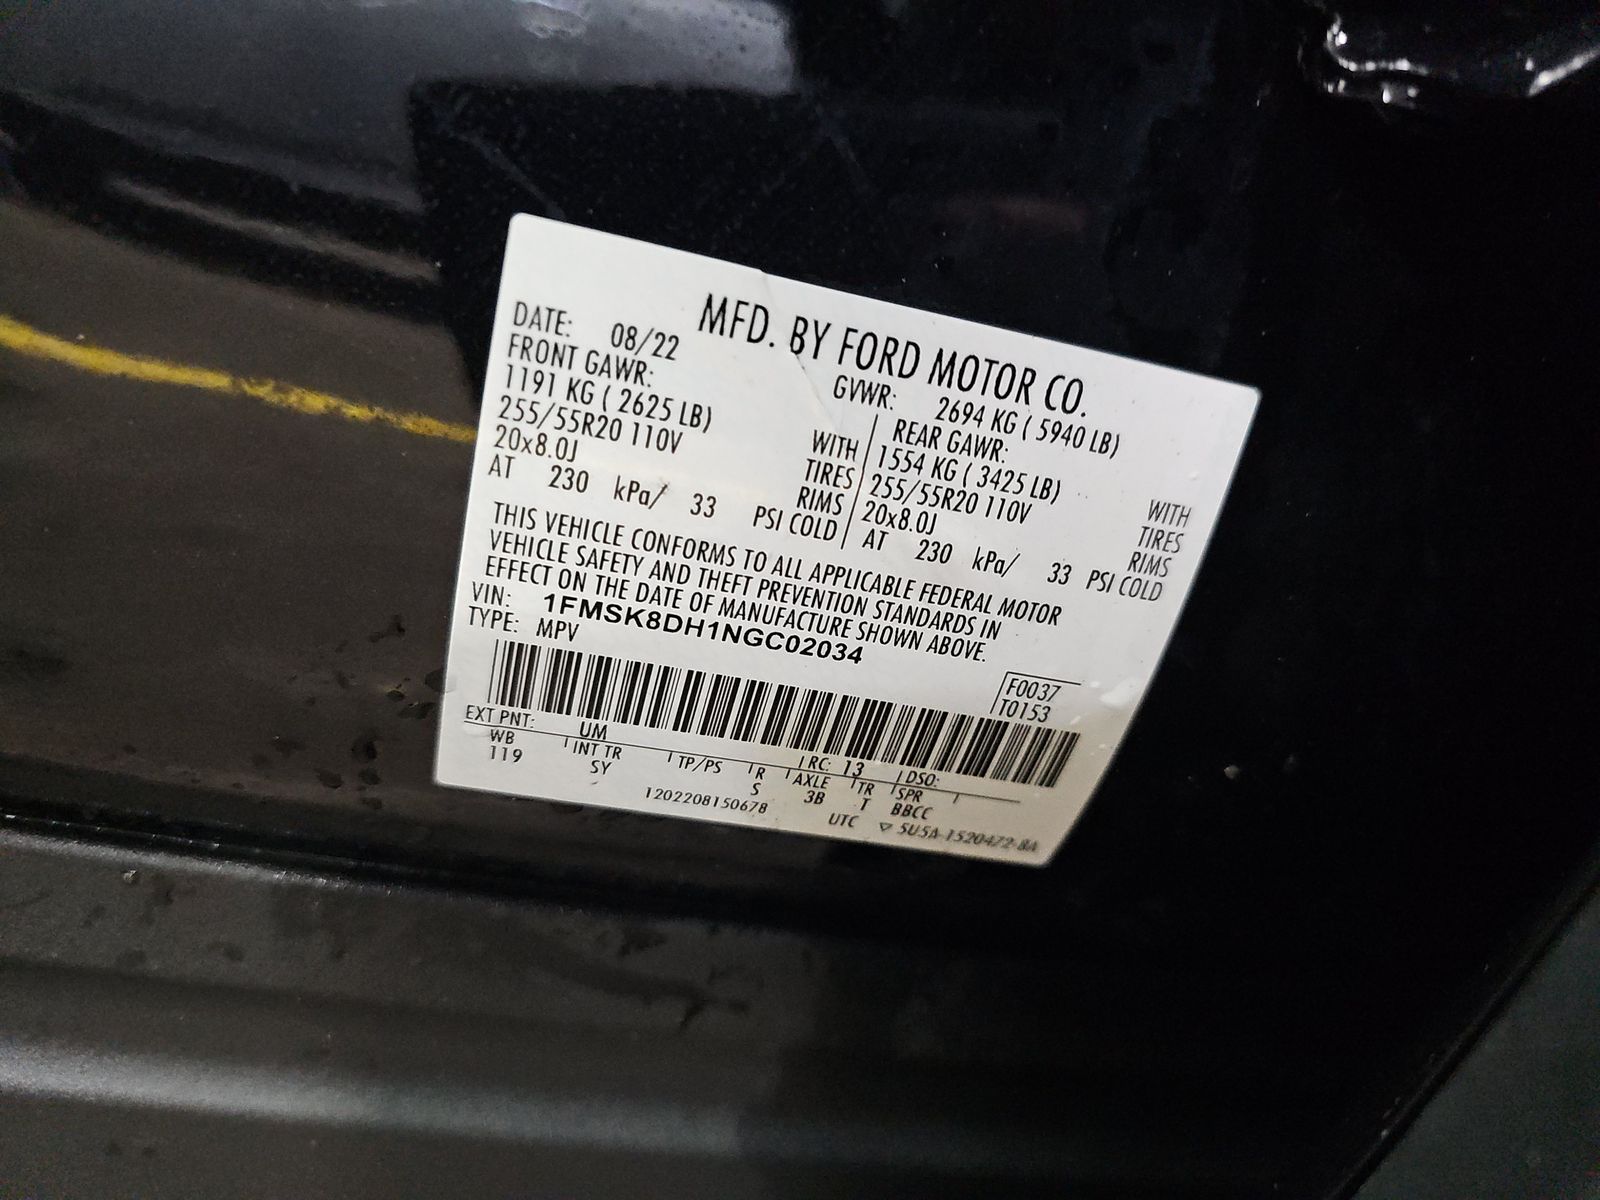 MFD. BY FORD MOTOR CO.
DATE: 08/22 GVWR: 2694 KG ( 5940 LB)
FRONT GAWR: REAR GAWR:
1191 KG ( 2625 LB) WITH 1554 KG ( 3425 LB) WITH
255/55R20 110V TIRES 255/55R20 110V TIRES
20x8.0J RIMS 20x8.0J RIMS
AT 230 kPa/ 33 PSI COLD AT 230 kPa/ 33 PSI COLD
THIS VEHICLE CONFORMS TO ALL APPLICABLE FEDERAL MOTOR
VEHICLE SAFETY AND THEFT PREVENTION STANDARDS IN
EFFECT ON THE DATE OF MANUFACTURE SHOWN ABOVE.
VIN: 1FMSK8DH1NGC02034
TYPE: MPV
F0037
T0153
EXT PNT: UM RC: 13 DSO:
WB INT TR TP/PS R AXLE TR SPR
119 SY S 3B T BBCC
1202208150678 UTC ▽ 5U5A-1520472-BA